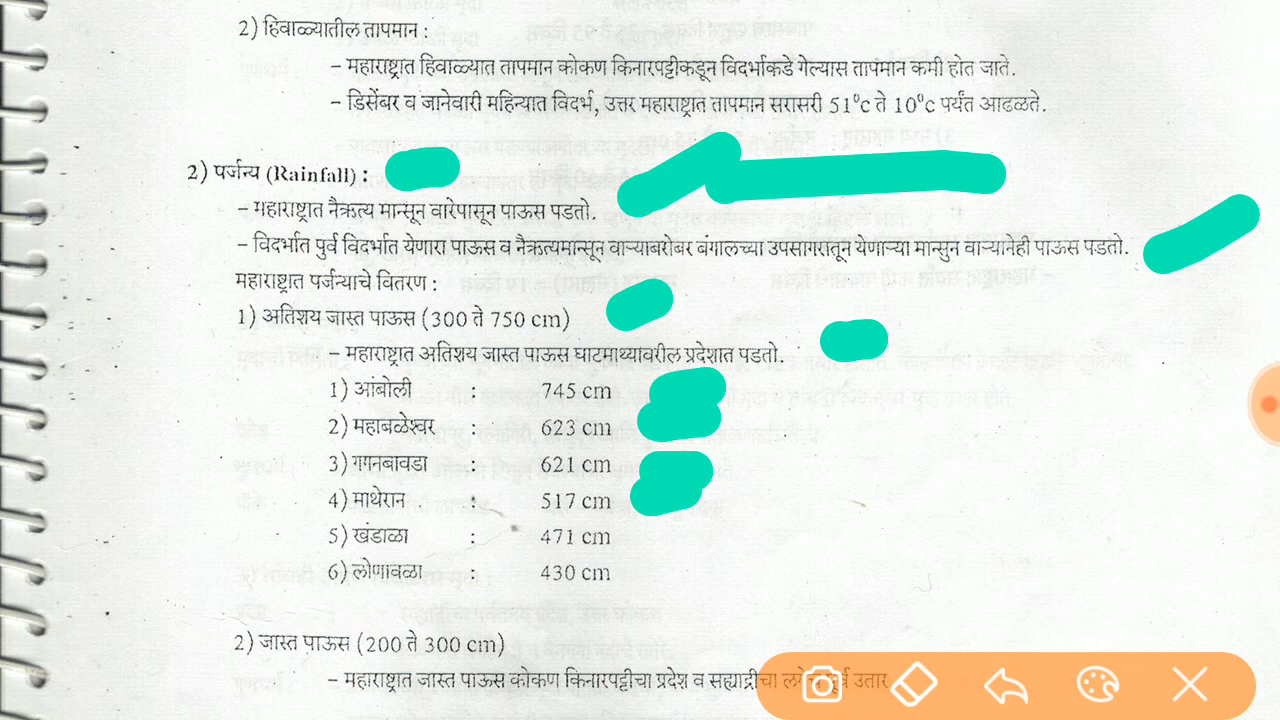 2) हिवाळ्यातील तापमान :
– महाराष्ट्रात हिवाळ्यात तापमान कोकण किनारपट्टीकडून विदर्भाकडे गेल्यास तापमान कमी होत जाते.
– डिसेंबर व जानेवारी महिन्यात विदर्भ, उत्तर महाराष्ट्रात तापमान सरासरी 51⁰c ते 10⁰c पर्यंत आढळते.
2) पर्जन्य (Rainfall) :
– महाराष्ट्रात नैऋत्य मान्सून वारेपासून पाऊस पडतो.
– विदर्भात पुर्व विदर्भात येणारा पाऊस व नैऋत्यमान्सून वाऱ्याबरोबर बंगालच्या उपसागरातून येणाऱ्या मान्सुन वाऱ्यानेही पाऊस पडतो.
महाराष्ट्रात पर्जन्याचे वितरण :
1) अतिशय जास्त पाऊस (300 ते 750 cm)
– महाराष्ट्रात अतिशय जास्त पाऊस घाटमाथ्यावरील प्रदेशात पडतो.
1) आंबोली : 745 cm
2) महाबळेश्वर : 623 cm
3) गगनबावडा : 621 cm
4) माथेरान : 517 cm
5) खंडाळा : 471 cm
6) लोणावळा : 430 cm
2) जास्त पाऊस (200 ते 300 cm)
– महाराष्ट्रात जास्त पाऊस कोकण किनारपट्टीचा प्रदेश व सह्याद्रीचा उतार